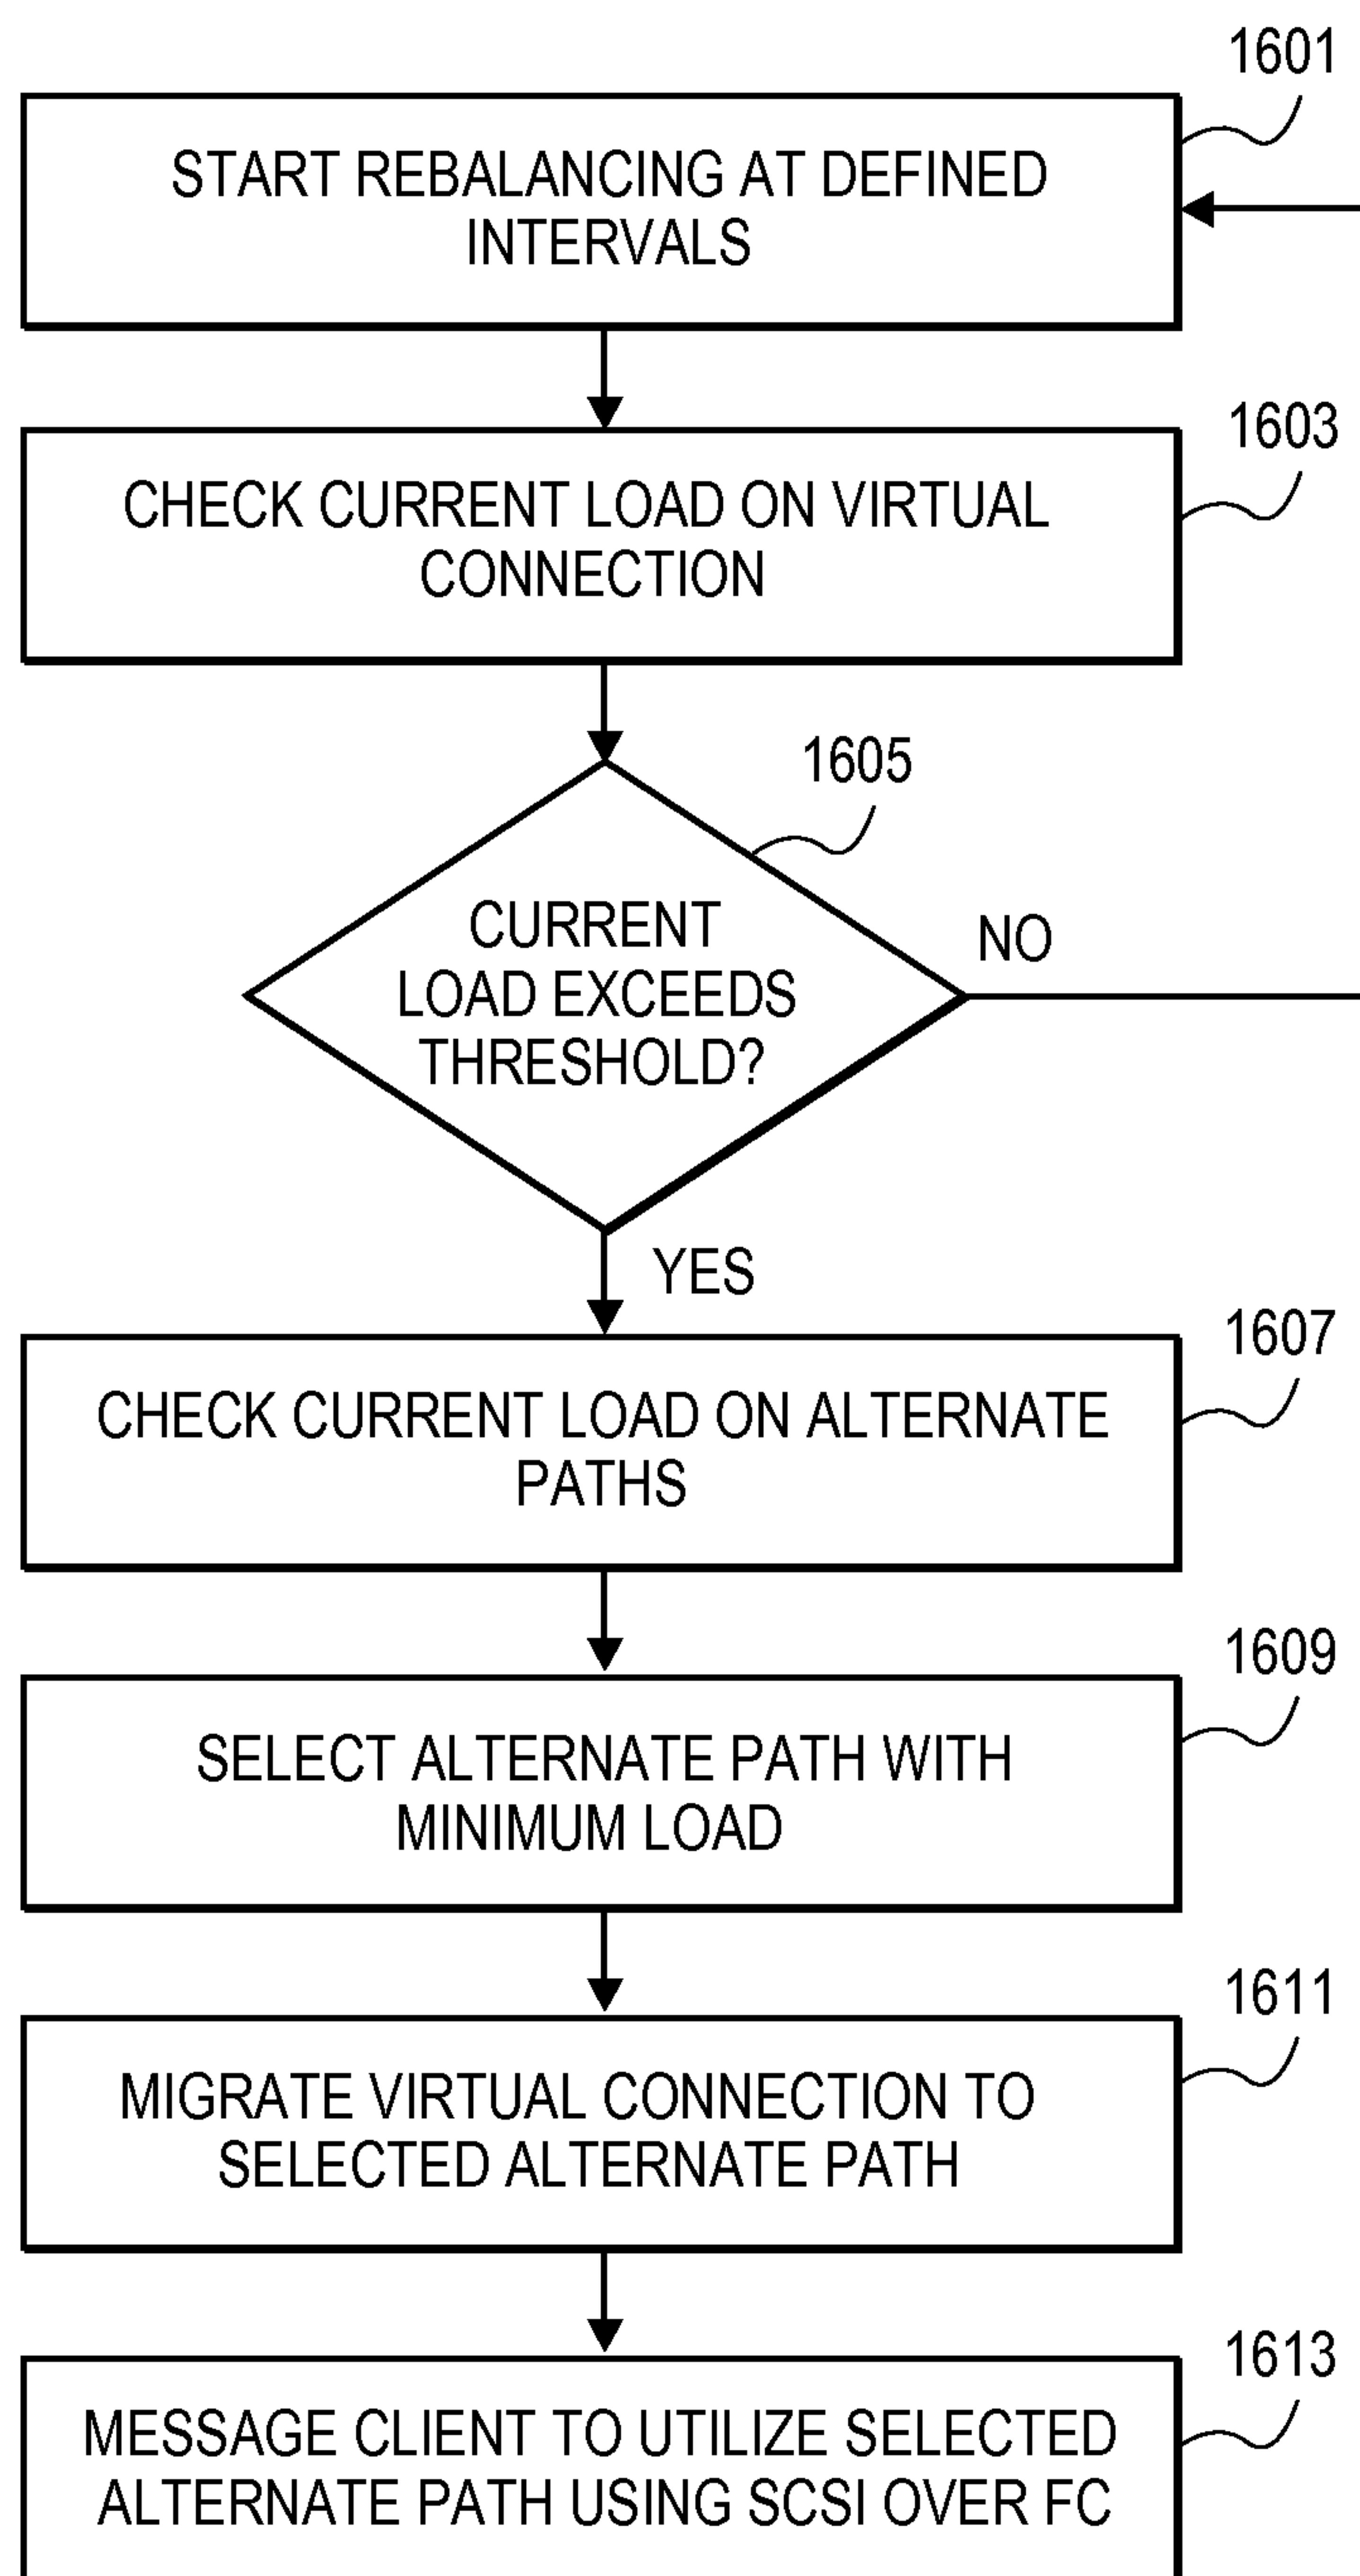 1601
START REBALANCING AT DEFINED
INTERVALS
1603
CHECK CURRENT LOAD ON VIRTUAL
CONNECTION
1605
CURRENT
LOAD EXCEEDS
THRESHOLD?
NO
YES
1607
CHECK CURRENT LOAD ON ALTERNATE
PATHS
1609
SELECT ALTERNATE PATH WITH
MINIMUM LOAD
1611
MIGRATE VIRTUAL CONNECTION TO
SELECTED ALTERNATE PATH
1613
MESSAGE CLIENT TO UTILIZE SELECTED
ALTERNATE PATH USING SCSI OVER FC